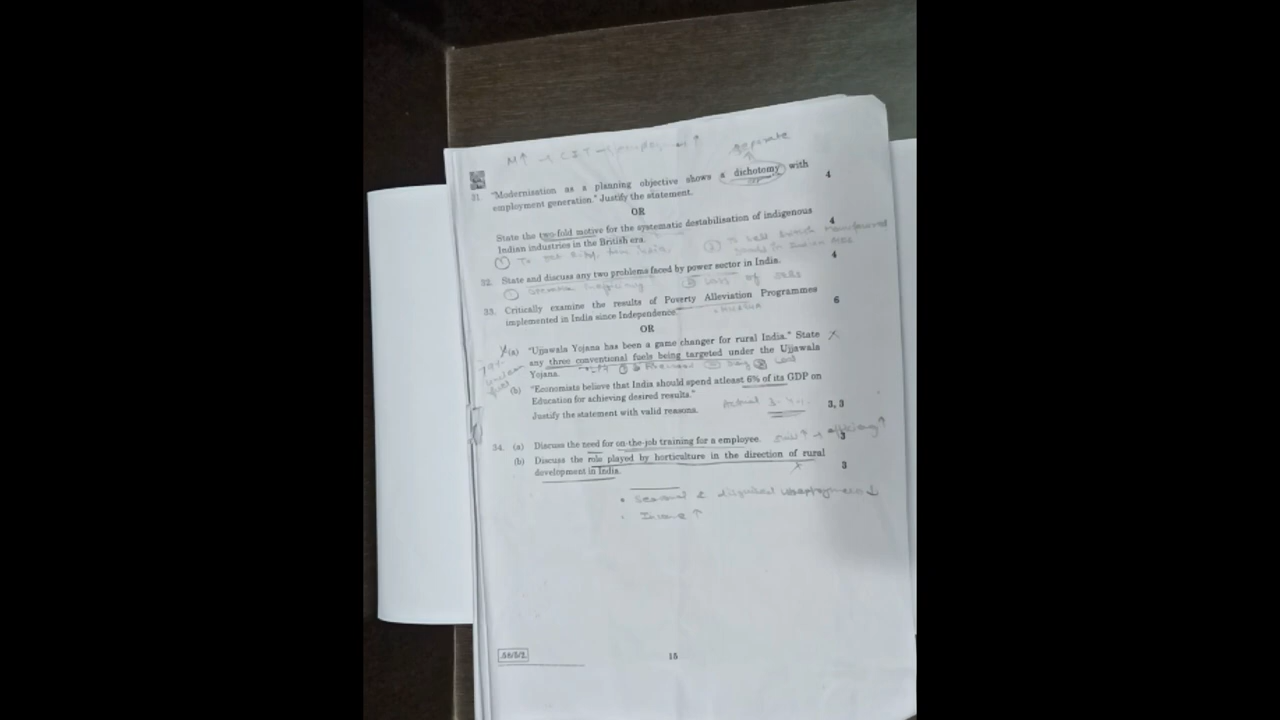 Separate
31. "Modernisation as a planning objective shows a dichotomy with 4
employment generation." Justify the statement.
OR
State the two-fold motive for the systematic destabilisation of indigenous 4
Indian industries in the British era.
32. State and discuss any two problems faced by power sector in India. 4
33. Critically examine the results of Poverty Alleviation Programmes 6
implemented in India since Independence.
OR
(a) "Ujjawala Yojana has been a game changer for rural India." State
any three conventional fuels being targeted under the Ujjawala
Yojana.
(b) "Economists believe that India should spend atleast 6% of its GDP on
Education for achieving desired results."
Justify the statement with valid reasons. Actual 3, 3
34. (a) Discuss the need for on-the-job training for a employee. 3
(b) Discuss the role played by horticulture in the direction of rural 3
development in India.
• Seasonal & disguised unemployment ↓
• Income ↑
15